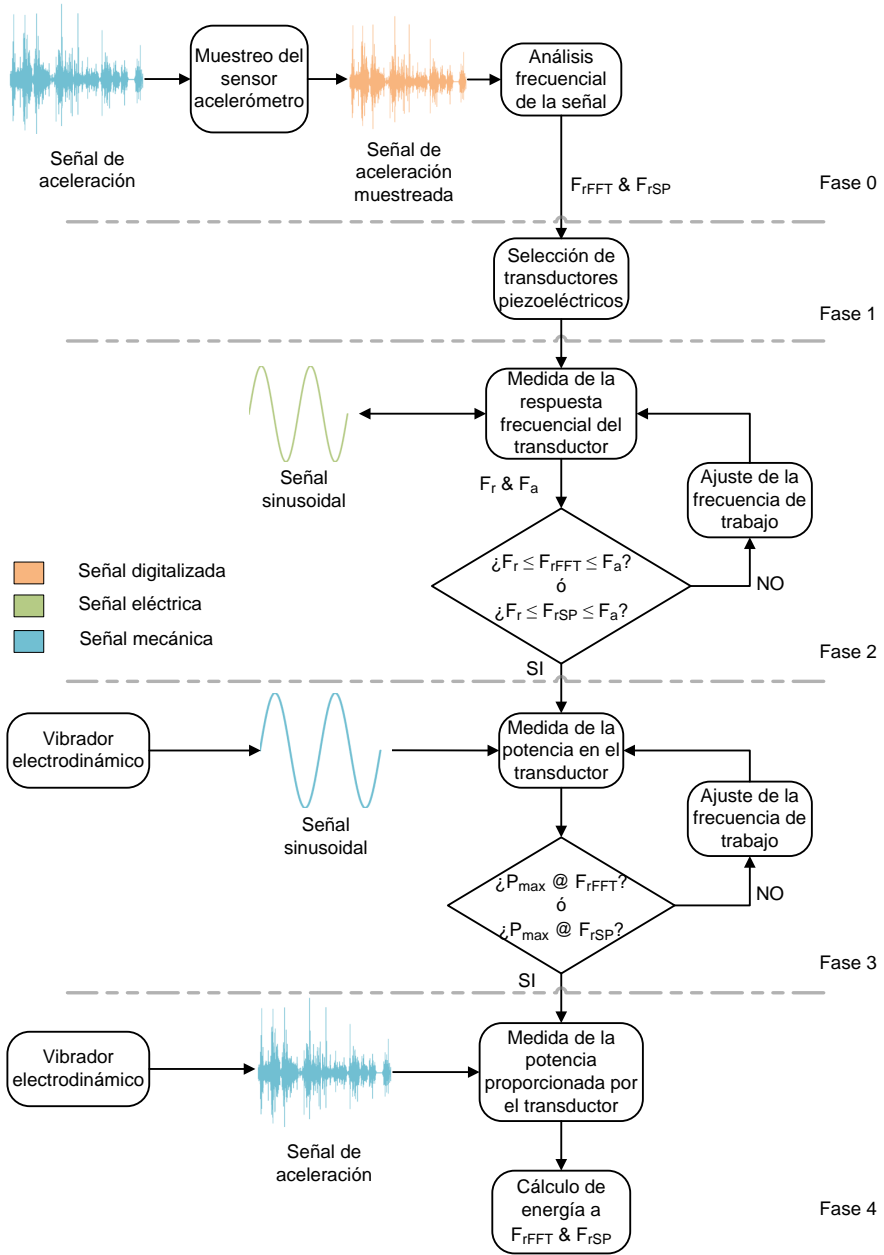 Muestreo del
sensor
acelerómetro
Análisis
frecuencial
de la señal
Señal de
aceleración
Señal de
aceleración
muestreada
FrFFT & FrSP
Fase 0
Selección de
transductores
piezoeléctricos
Fase 1
Medida de la
respuesta
frecuencial del
transductor
Señal
sinusoidal
Ajuste de la
frecuencia de
trabajo
Fr & Fa
¿Fr ≤ FrFFT ≤ Fa?
ó
¿Fr ≤ FrSP ≤ Fa?
NO
Señal digitalizada
Señal eléctrica
Señal mecánica
SI
Fase 2
Vibrador
electrodinámico
Medida de la
potencia en el
transductor
Señal
sinusoidal
Ajuste de la
frecuencia de
trabajo
¿Pmax @ FrFFT?
ó
¿Pmax @ FrSP?
NO
SI
Fase 3
Vibrador
electrodinámico
Medida de la
potencia
proporcionada por
el transductor
Señal de
aceleración
Cálculo de
energía a
FrFFT & FrSP
Fase 4